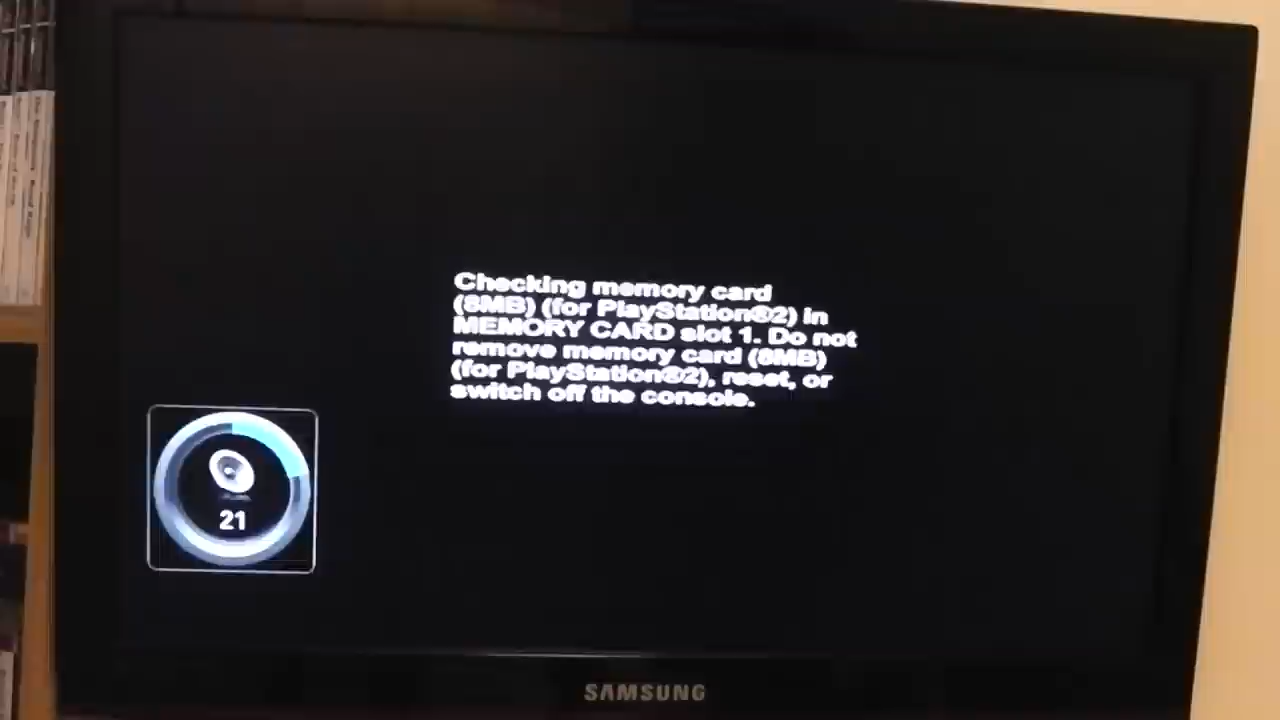 Checking memory card
(8MB) (for PlayStation®2) in
MEMORY CARD slot 1. Do not
remove memory card (8MB)
(for PlayStation®2), reset, or
switch off the console.
21
SAMSUNG